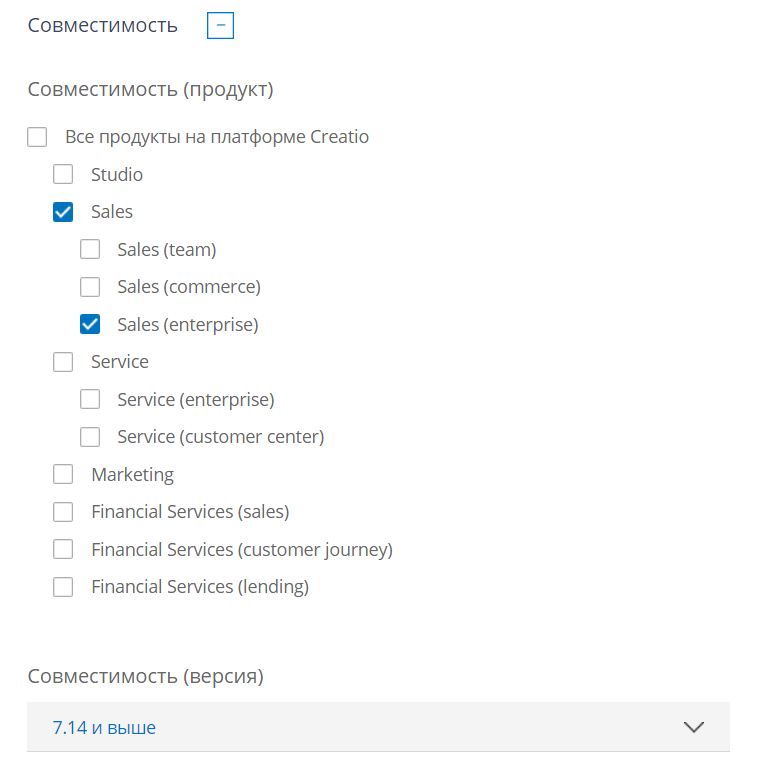 Совместимость
Совместимость (продукт)
Все продукты на платформе Creatio
Studio
Sales
Sales (team)
Sales (commerce)
Sales (enterprise)
Service
Service (enterprise)
Service (customer center)
Marketing
Financial Services (sales)
Financial Services (customer journey)
Financial Services (lending)
Совместимость (версия)
7.14 и выше